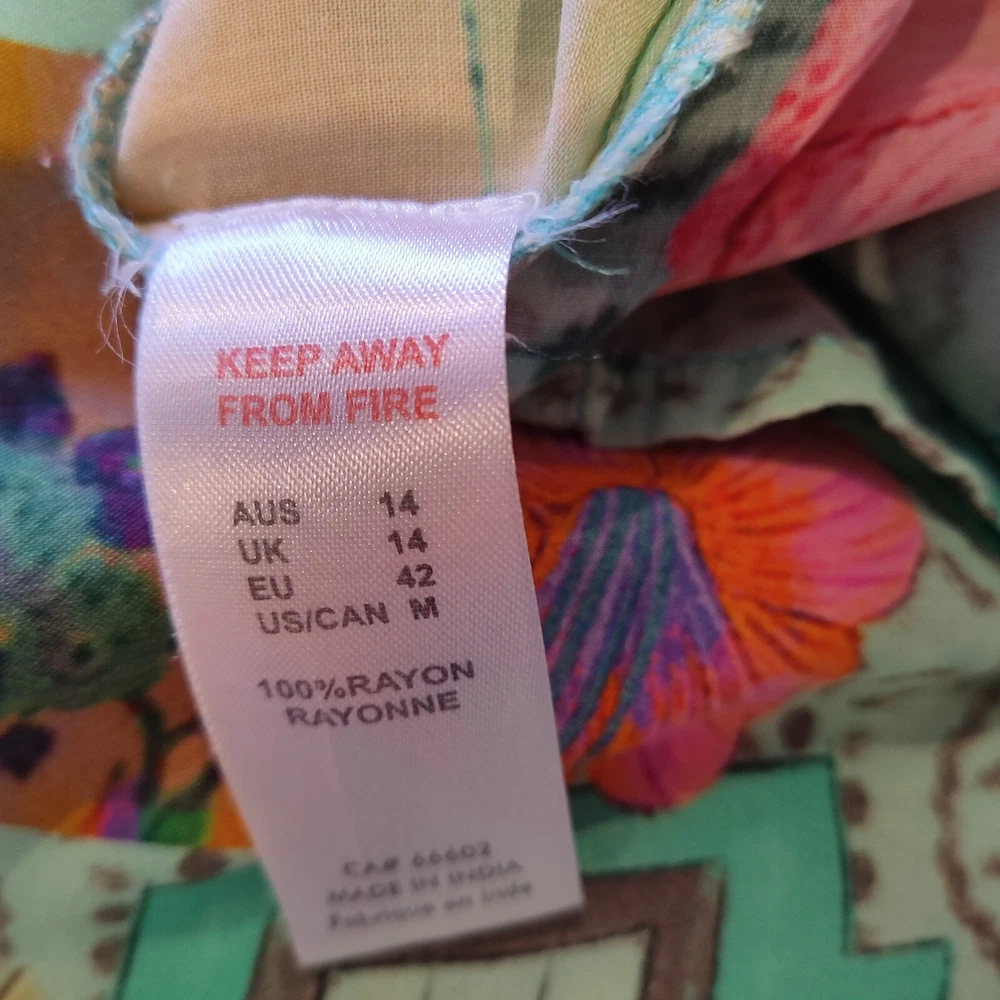 KEEP AWAY
FROM FIRE
AUS 14
UK 14
EU 42
US/CAN M
100%RAYON
RAYONNE
CA# 66602
MADE IN INDIA
Fabrique en Inde